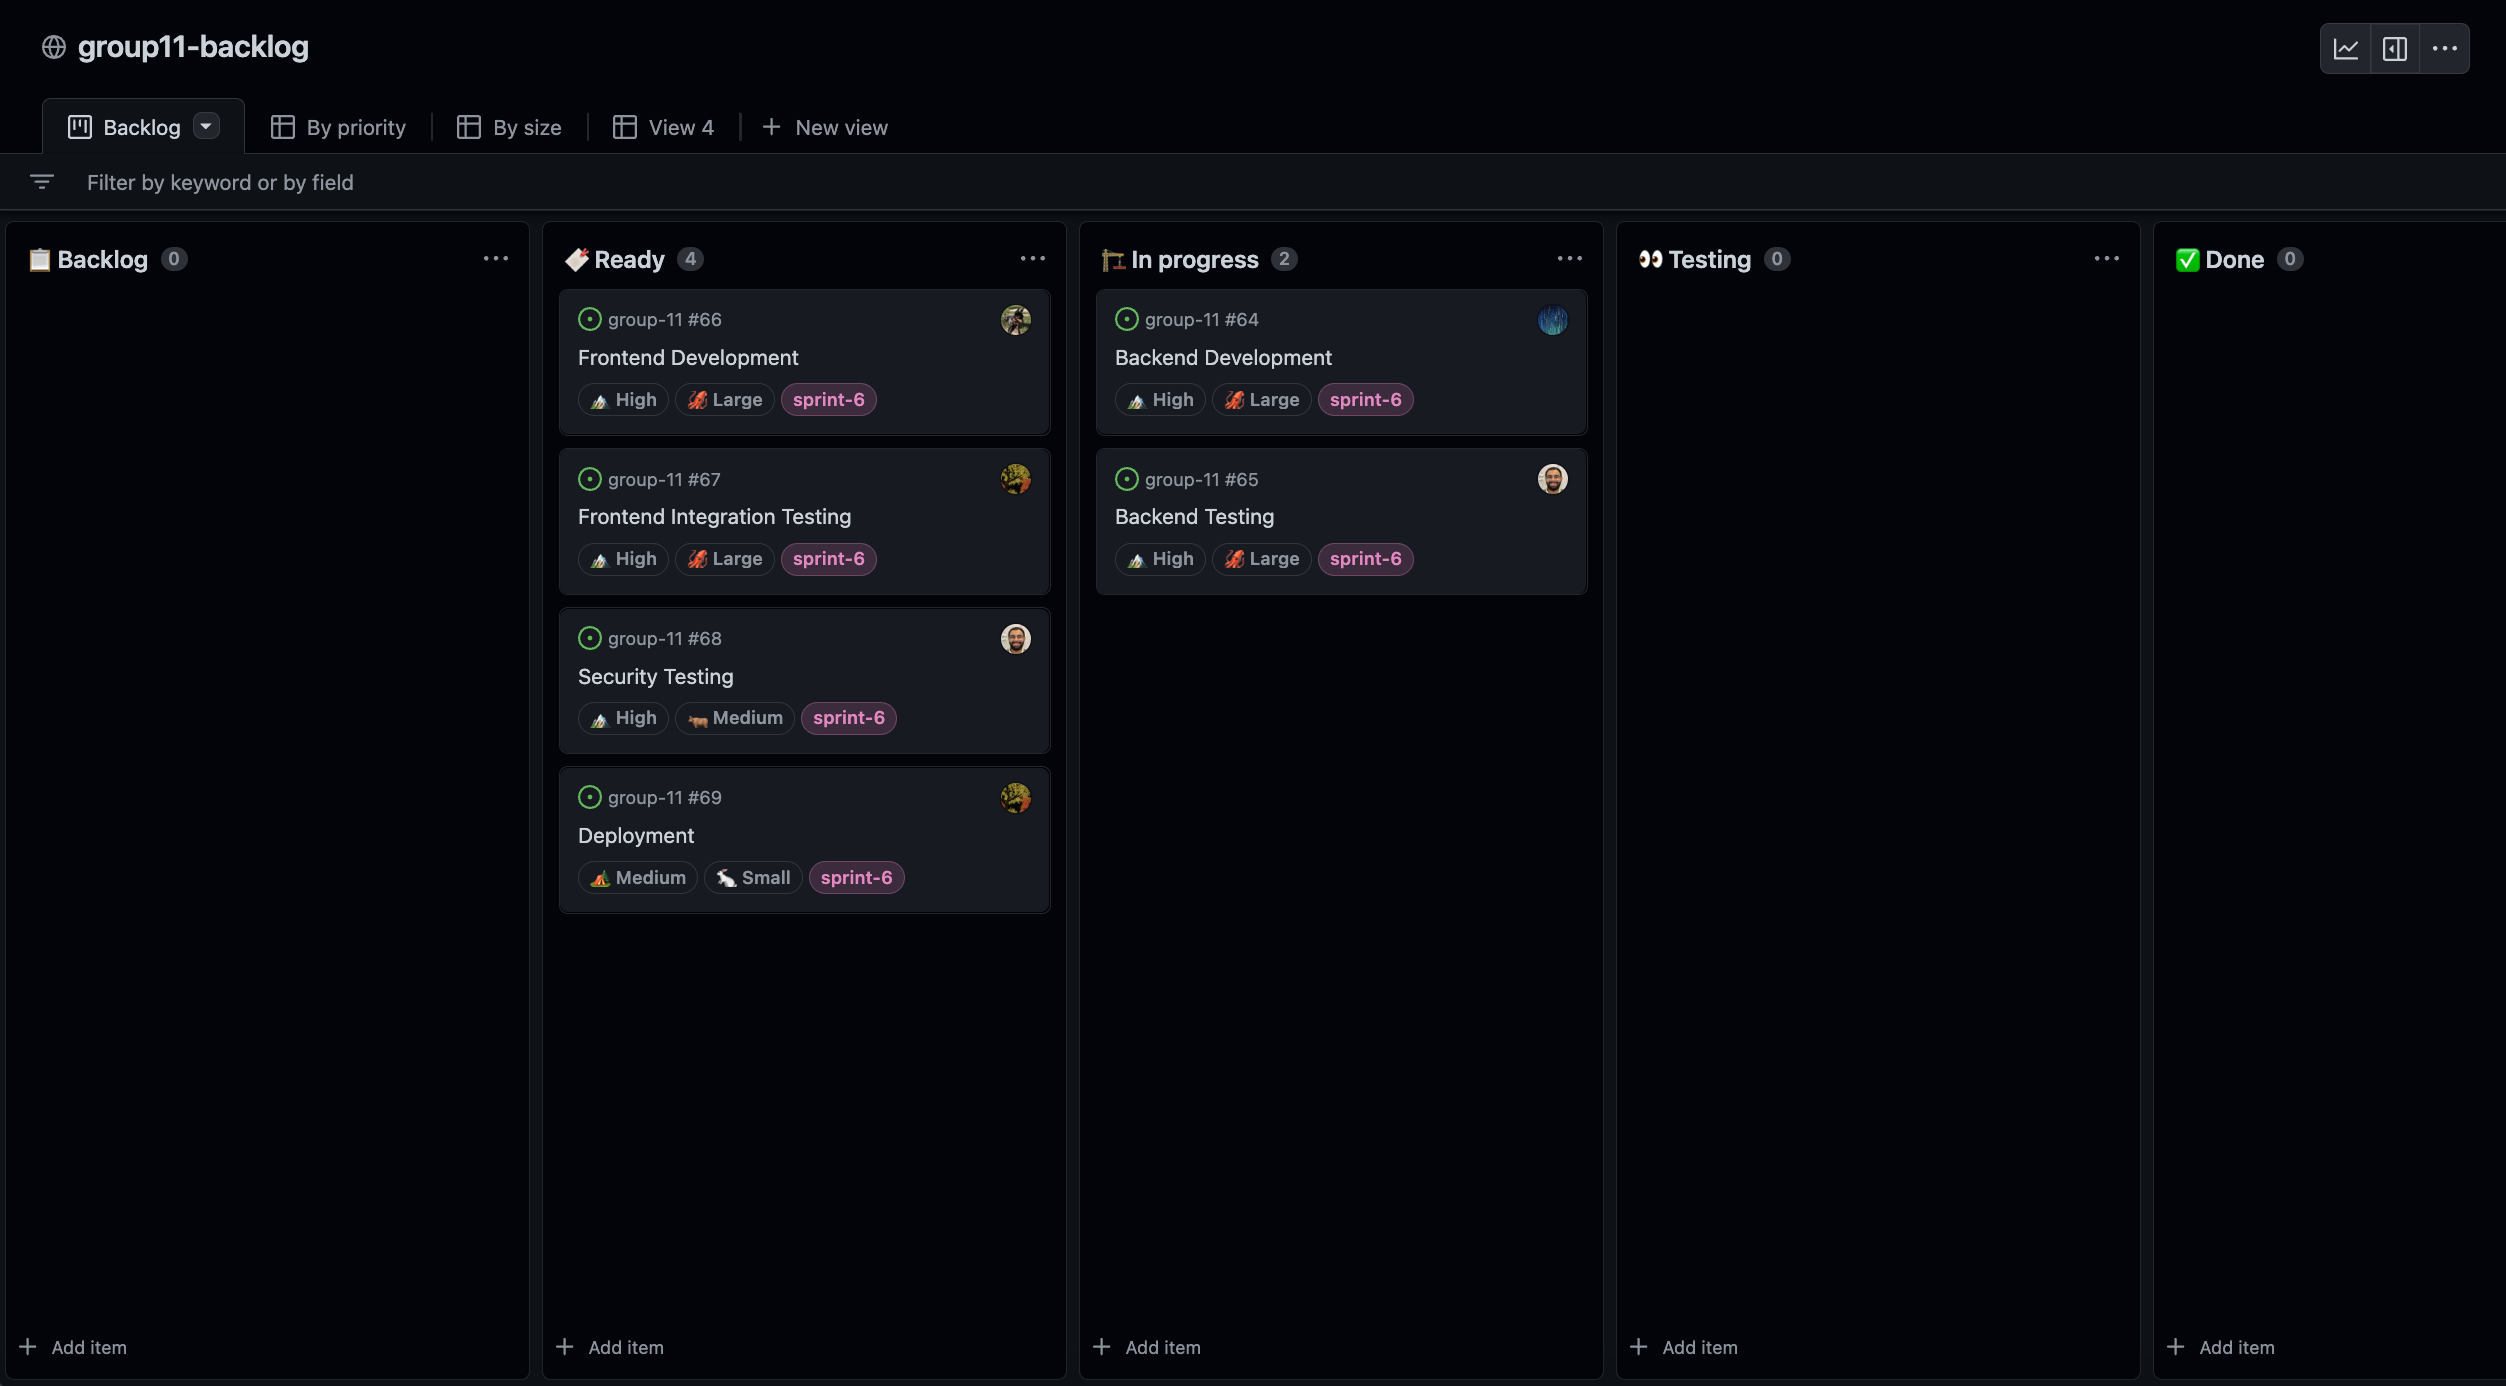 group11-backlog
Backlog By priority By size View 4 New view
Filter by keyword or by field
Backlog 0
Ready 4
group-11 #66
Frontend Development
High Large sprint-6
group-11 #67
Frontend Integration Testing
High Large sprint-6
group-11 #68
Security Testing
High Medium sprint-6
group-11 #69
Deployment
Medium Small sprint-6
In progress 2
group-11 #64
Backend Development
High Large sprint-6
group-11 #65
Backend Testing
High Large sprint-6
Testing 0
Done 0
Add item Add item Add item Add item Add item